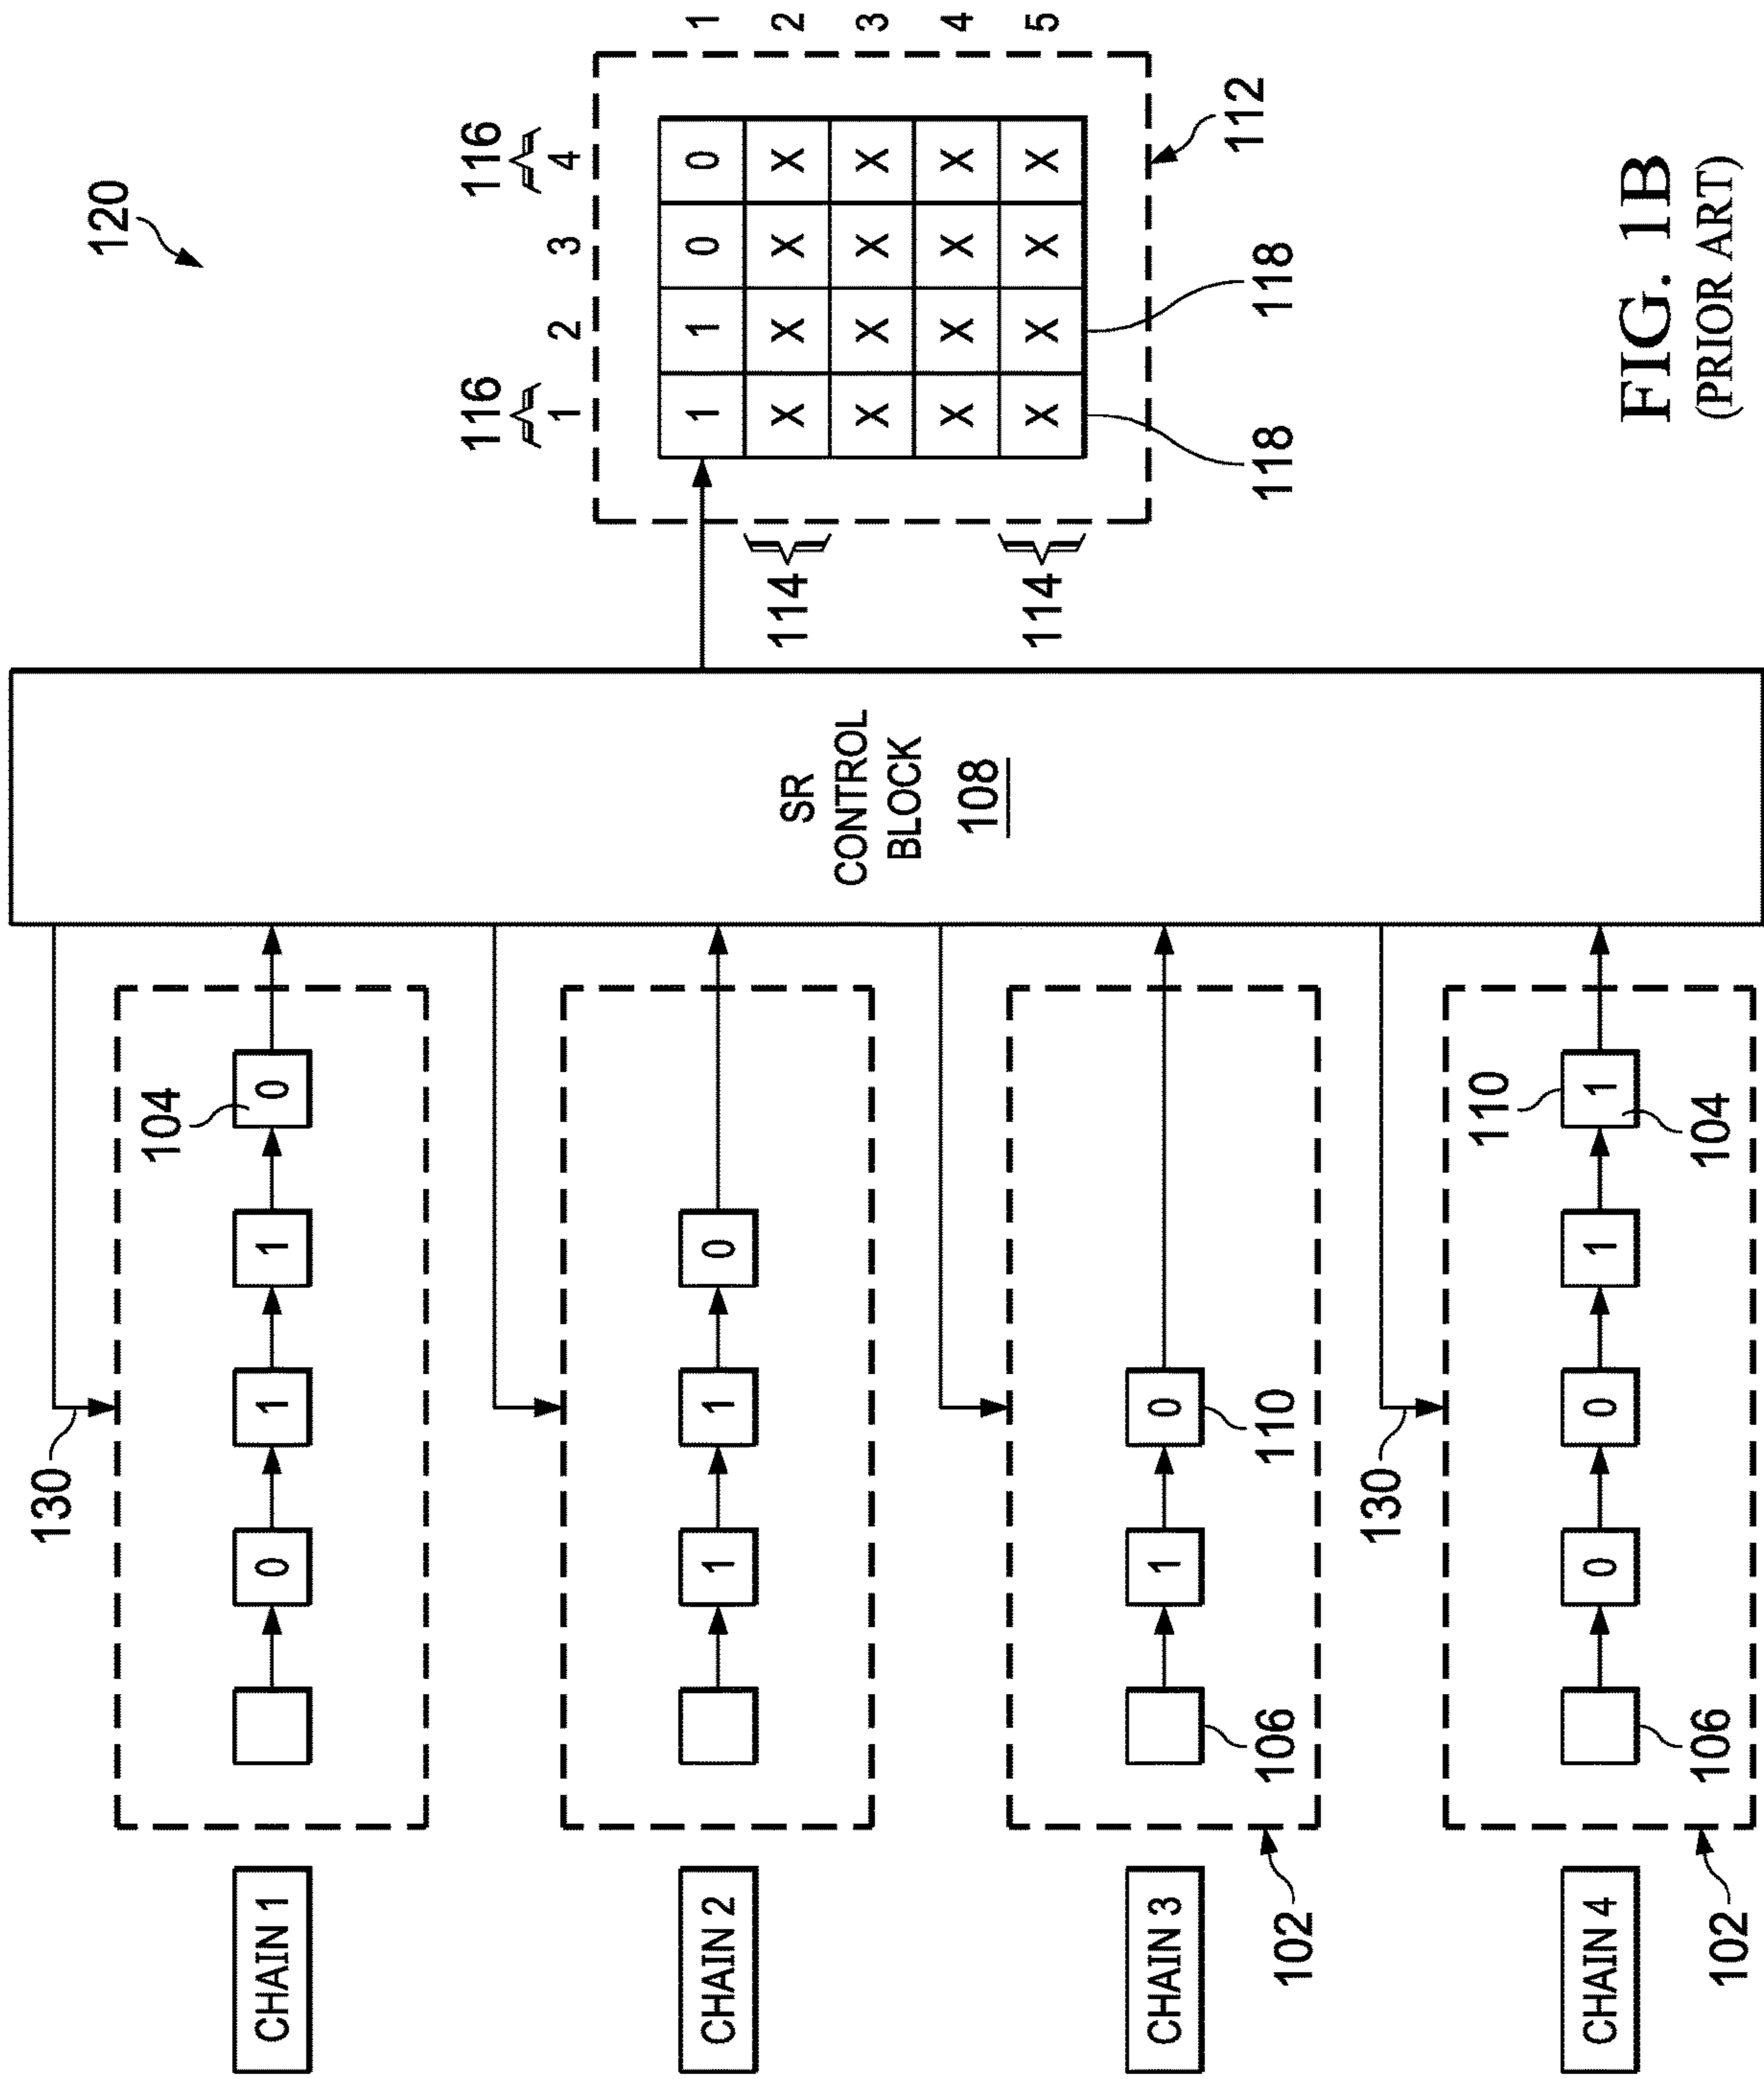 120
130
104
CHAIN 1 0 1 1 0
CHAIN 2 1 1 0
102 106 110
CHAIN 3 1 0
130
110
CHAIN 4 0 0 1 1
102 106 104
SR
CONTROL
BLOCK
108
116 116
1 2 3 4
1 1 0 0 1
114 X X X X 2
X X X X 3
X X X X 4
114 X X X X 5
118 118 112
FIG. 1B
(PRIOR ART)